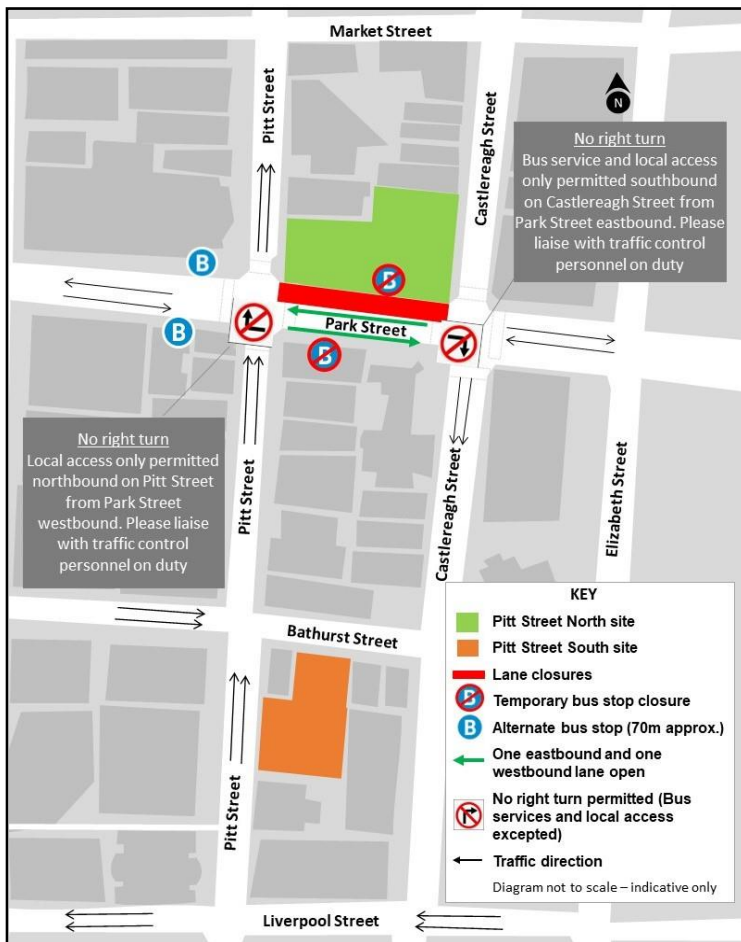 Market Street
Pitt Street
Castlereagh Street
N
No right turn
Bus service and local access
only permitted southbound
on Castlereagh Street from
Park Street eastbound. Please
liaise with traffic control
personnel on duty
B
B
B
Park Street
B
No right turn
Local access only permitted
northbound on Pitt Street
from Park Street
westbound. Please liaise
with traffic control
personnel on duty
Pitt Street
Castlereagh Street
Elizabeth Street
Bathurst Street
Pitt Street
Liverpool Street
KEY
Pitt Street North site
Pitt Street South site
Lane closures
B
Temporary bus stop closure
B
Alternate bus stop (70m approx.)
One eastbound and one
westbound lane open
No right turn permitted (Bus
services and local access
excepted)
Traffic direction
Diagram not to scale – indicative only